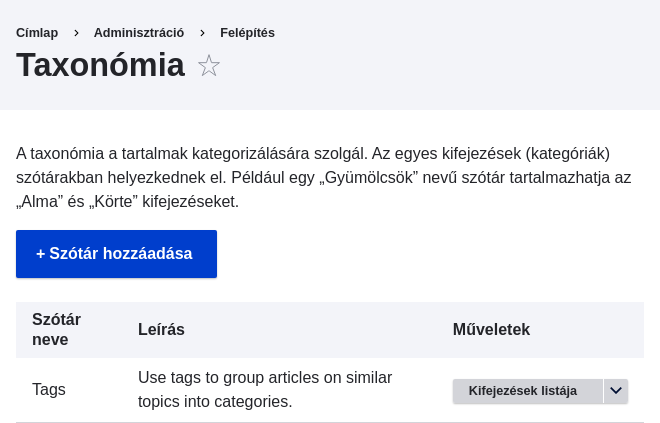 Címlap › Adminisztráció › Felépítés
Taxonómia ☆
A taxonómia a tartalmak kategorizálására szolgál. Az egyes kifejezések (kategóriák)
szótárakban helyezkednek el. Például egy „Gyümölcsök” nevű szótár tartalmazhatja az
„Alma” és „Körte” kifejezéseket.
+ Szótár hozzáadása
Szótár
neve
Leírás
Műveletek
Tags
Use tags to group articles on similar
topics into categories.
Kifejezések listája